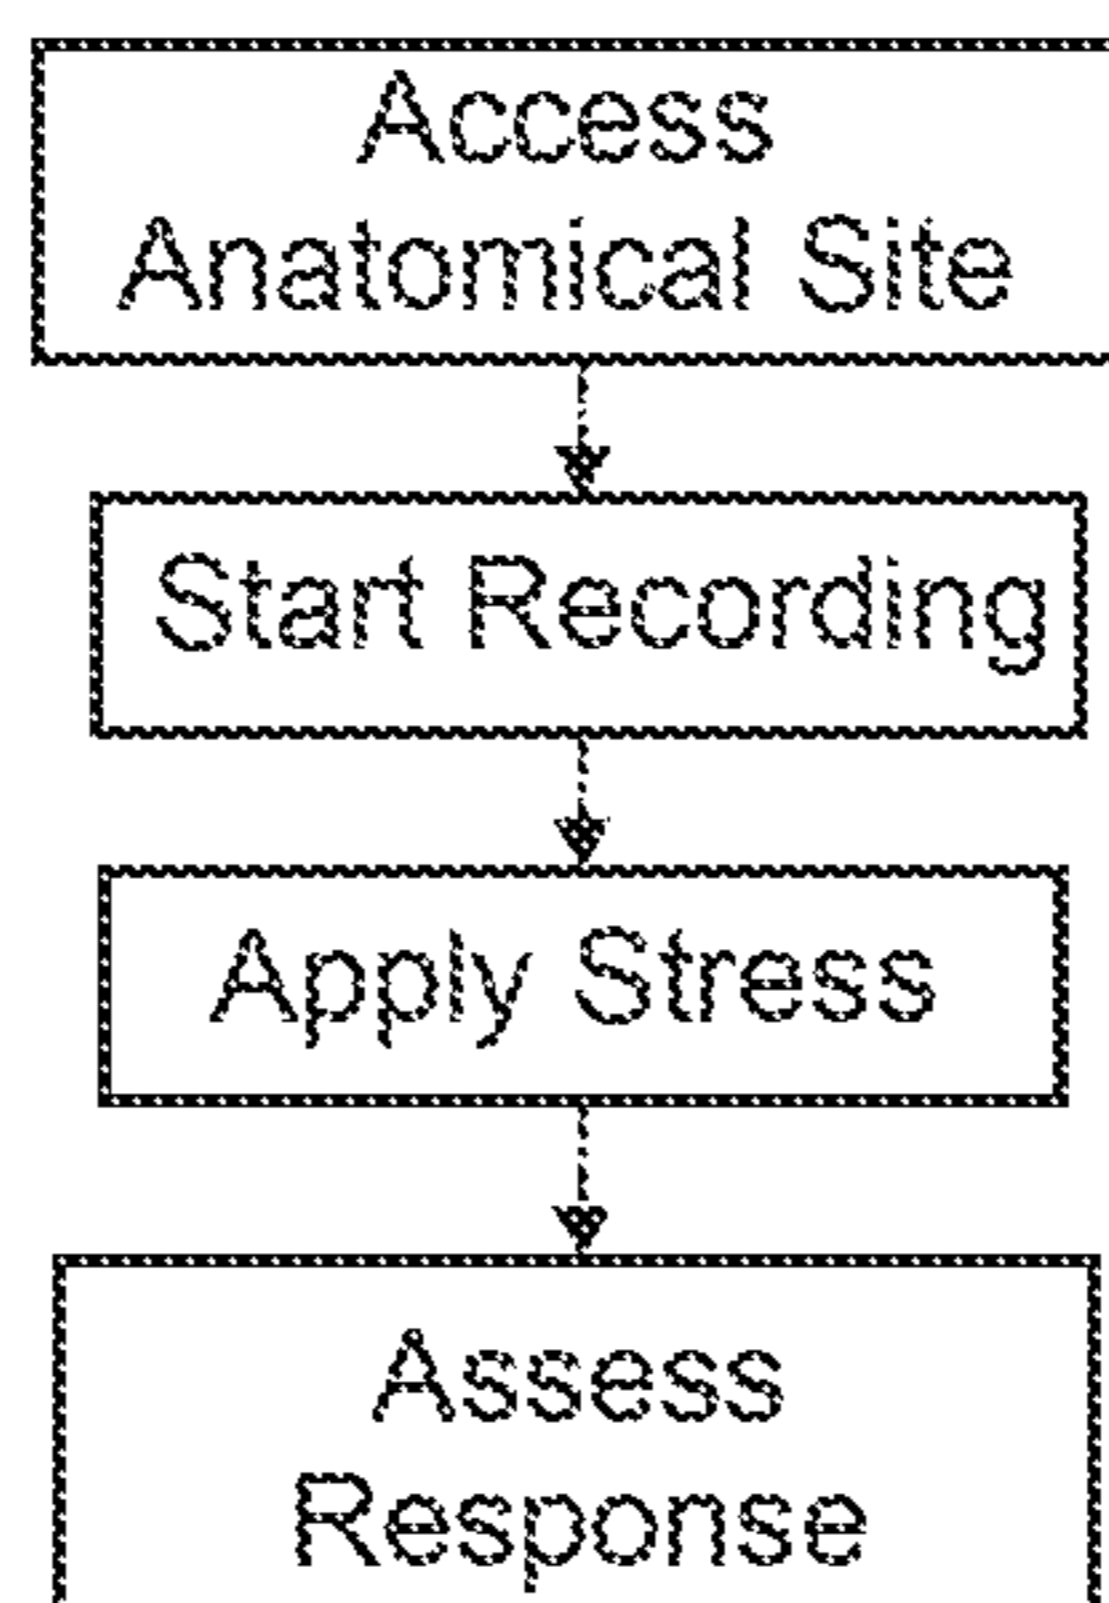 Access
Anatomical Site
Start Recording
Apply Stress
Assess
Response